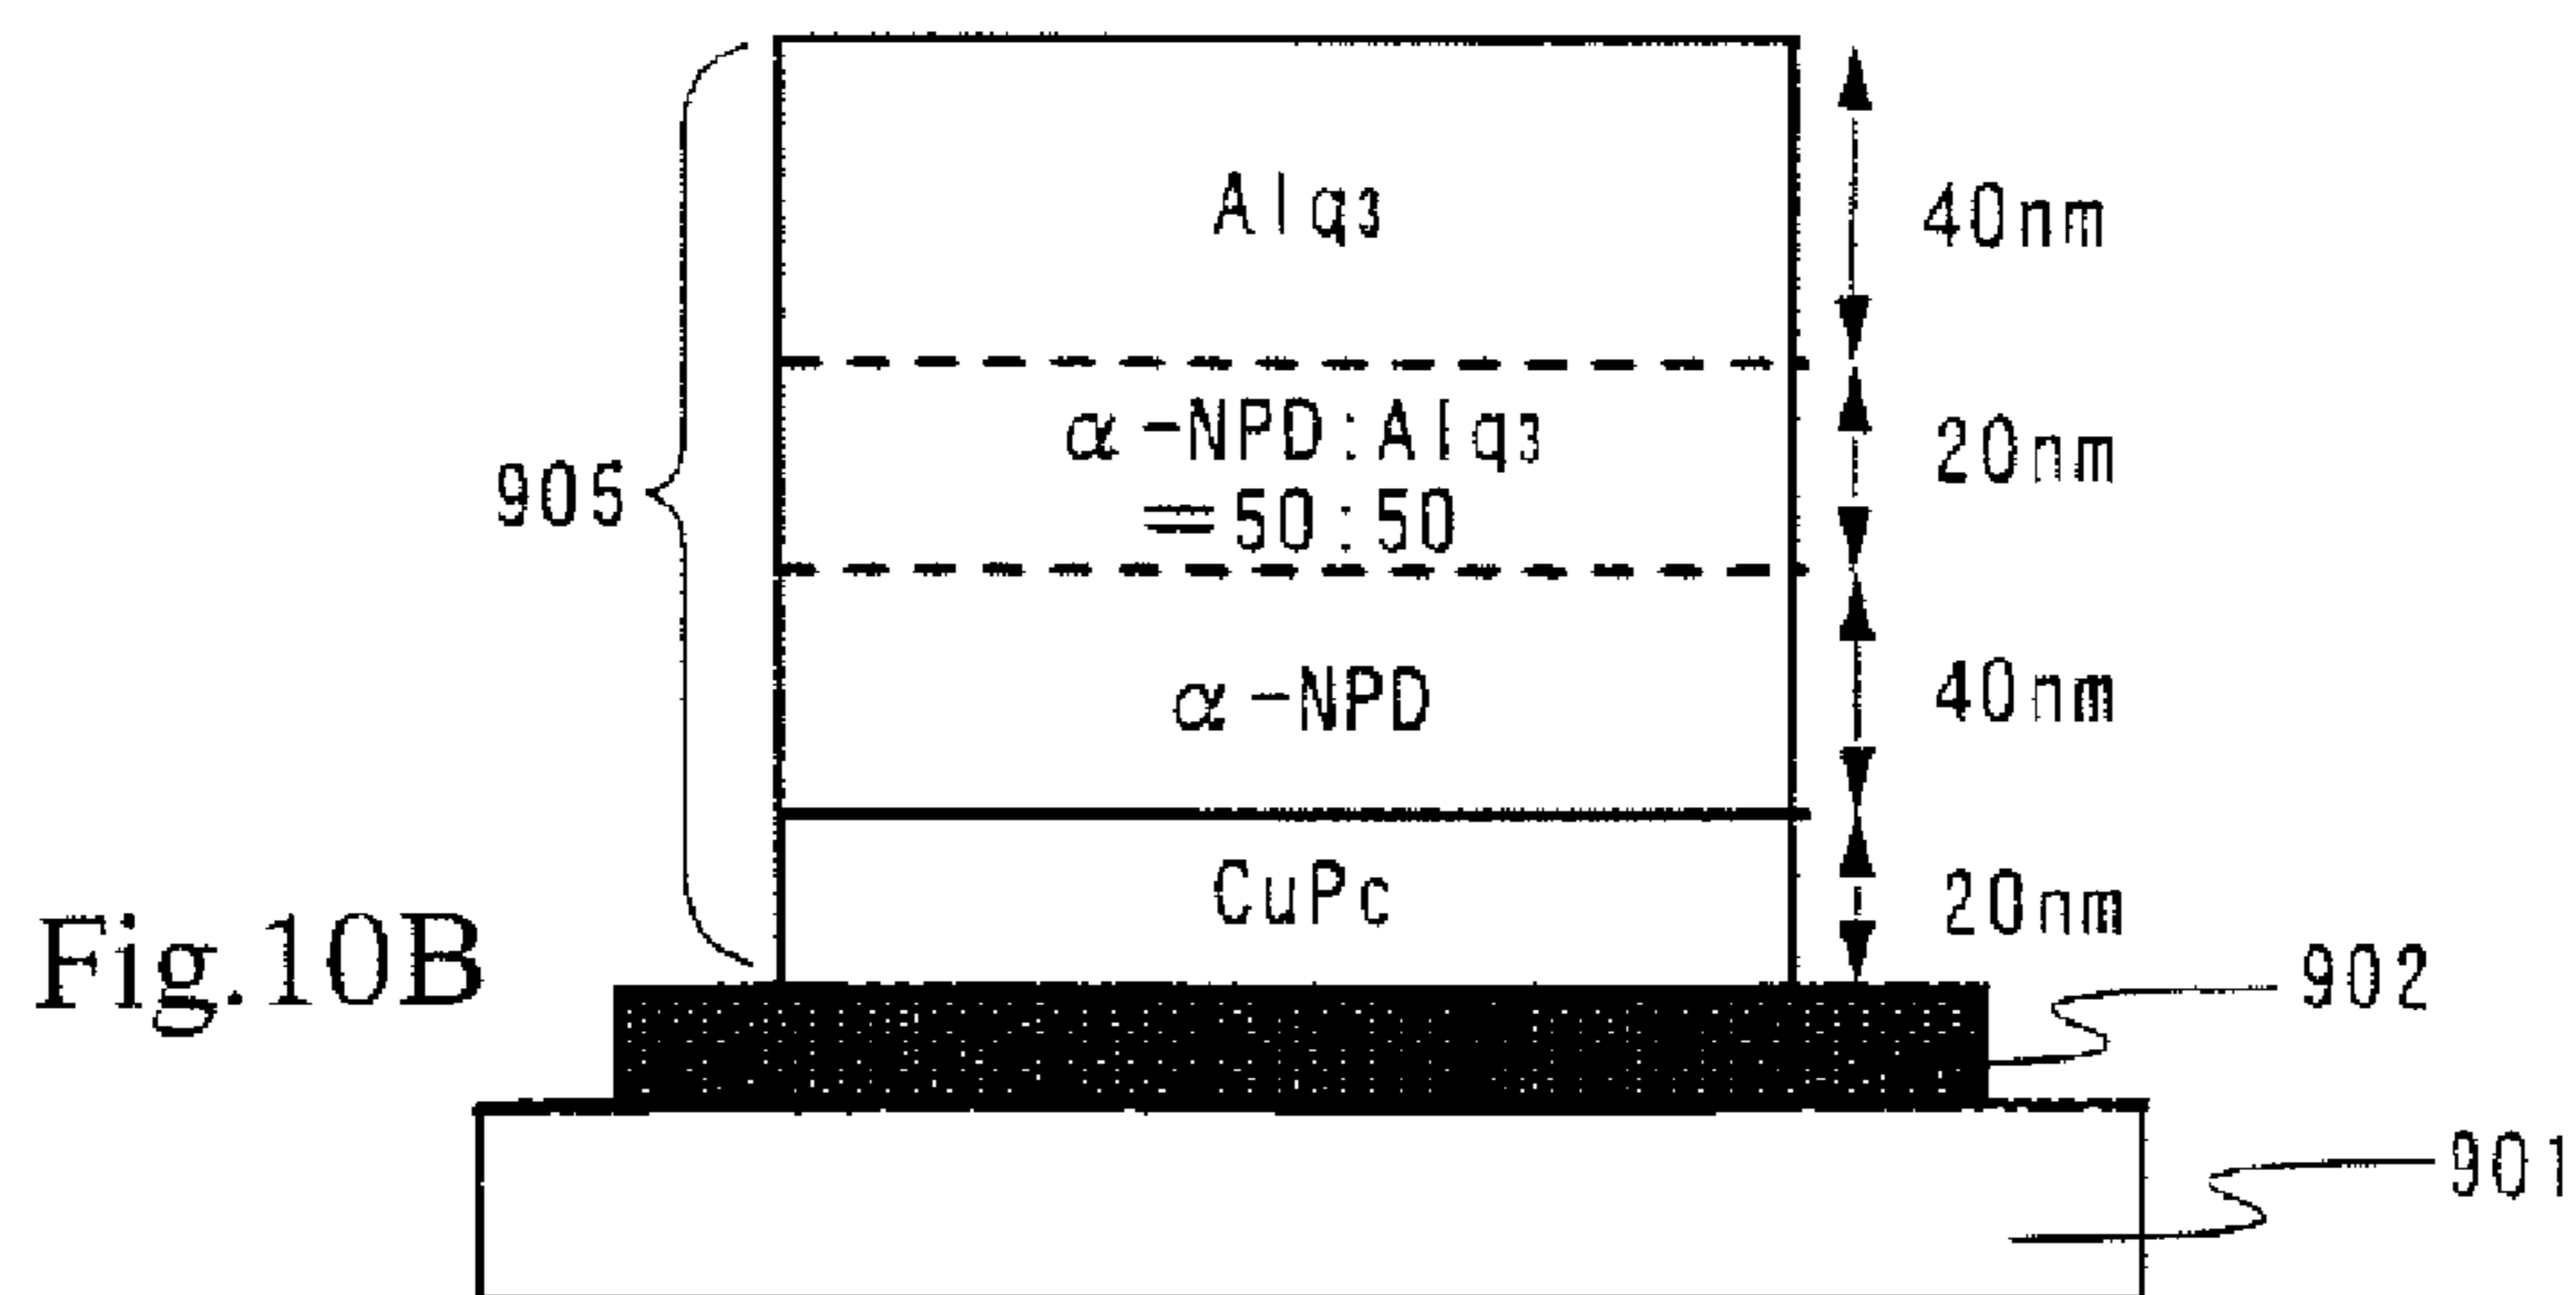 Alq3
40nm
α-NPD:Alq3
=50:50
20nm
905
α-NPD
40nm
CuPc
20nm
Fig.10B
902
901